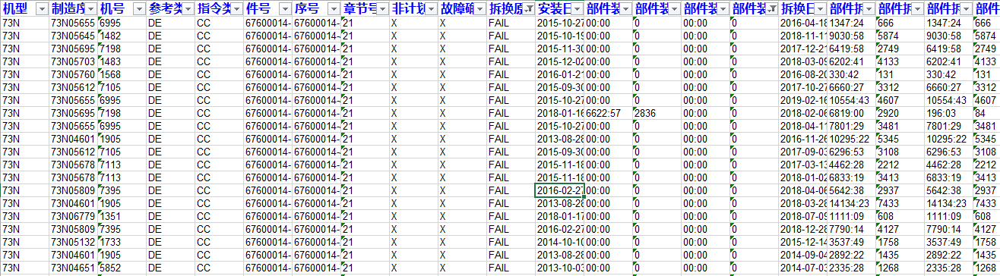 机型 制造库 机号 参考类 指令类 件号 序号 章节号 非计划 故障确 拆换原 安装日 部件装 部件装 部件装 部件装 拆换日 部件拆 部件拆 部件拆 部件
73N 73N05655 6995 DE CC 67600014- 67600014- 21 X X FAIL 2015-10-27 00:00 0 00:00 0 2016-04-18 1347:24 666 1347:24 666
73N 73N05645 1482 DE CC 67600014- 67600014- 21 X X FAIL 2015-10-19 00:00 0 00:00 0 2018-11-11 9030:58 5874 9030:58 5874
73N 73N05695 7198 DE CC 67600014- 67600014- 21 X X FAIL 2015-11-30 00:00 0 00:00 0 2017-12-21 6419:58 2749 6419:58 2749
73N 73N05703 1483 DE CC 67600014- 67600014- 21 X X FAIL 2015-12-02 00:00 0 00:00 0 2018-03-09 6202:41 4133 6202:41 4133
73N 73N05760 1568 DE CC 67600014- 67600014- 21 X X FAIL 2016-01-21 00:00 0 00:00 0 2016-08-20 330:42 131 330:42 131
73N 73N05612 7105 DE CC 67600014- 67600014- 21 X X FAIL 2015-09-30 00:00 0 00:00 0 2017-10-27 6660:27 3312 6660:27 3312
73N 73N05655 6995 DE CC 67600014- 67600014- 21 X X FAIL 2015-10-27 00:00 0 00:00 0 2019-02-16 10554:43 4607 10554:43 4607
73N 73N05695 7198 DE CC 67600014- 67600014- 21 X X FAIL 2018-01-16 6622:57 2836 00:00 0 2018-02-06 6819:00 2920 196:03 84
73N 73N05655 6995 DE CC 67600014- 67600014- 21 X X FAIL 2015-10-27 00:00 0 00:00 0 2018-04-11 7801:29 3481 7801:29 3481
73N 73N04601 1905 DE CC 67600014- 67600014- 21 X X FAIL 2013-08-28 00:00 0 00:00 0 2016-11-26 10295:22 5345 10295:22 5345
73N 73N05612 7105 DE CC 67600014- 67600014- 21 X X FAIL 2015-09-30 00:00 0 00:00 0 2017-09-03 6296:53 3108 6296:53 3108
73N 73N05678 7113 DE CC 67600014- 67600014- 21 X X FAIL 2015-11-18 00:00 0 00:00 0 2017-03-13 4462:28 2212 4462:28 2212
73N 73N05678 7113 DE CC 67600014- 67600014- 21 X X FAIL 2015-11-18 00:00 0 00:00 0 2018-01-02 6833:19 3413 6833:19 3413
73N 73N05809 7395 DE CC 67600014- 67600014- 21 X X FAIL 2016-02-27 00:00 0 00:00 0 2018-04-06 5642:38 2937 5642:38 2937
73N 73N04601 1905 DE CC 67600014- 67600014- 21 X X FAIL 2013-08-28 00:00 0 00:00 0 2018-03-28 14134:23 7433 14134:23 7433
73N 73N06779 1351 DE CC 67600014- 67600014- 21 X X FAIL 2018-01-17 00:00 0 00:00 0 2018-07-09 1111:09 608 1111:09 608
73N 73N05809 7395 DE CC 67600014- 67600014- 21 X X FAIL 2016-02-27 00:00 0 00:00 0 2018-12-28 7790:14 4127 7790:14 4127
73N 73N05132 1733 DE CC 67600014- 67600014- 21 X X FAIL 2014-10-10 00:00 0 00:00 0 2015-12-14 3537:49 1758 3537:49 1758
73N 73N04601 1905 DE CC 67600014- 67600014- 21 X X FAIL 2013-08-28 00:00 0 00:00 0 2014-09-04 2892:22 1435 2892:22 1435
73N 73N04651 5852 DE CC 67600014- 67600014- 21 X X FAIL 2013-10-03 00:00 0 00:00 0 2014-07-03 2335:28 1268 2335:28 1268